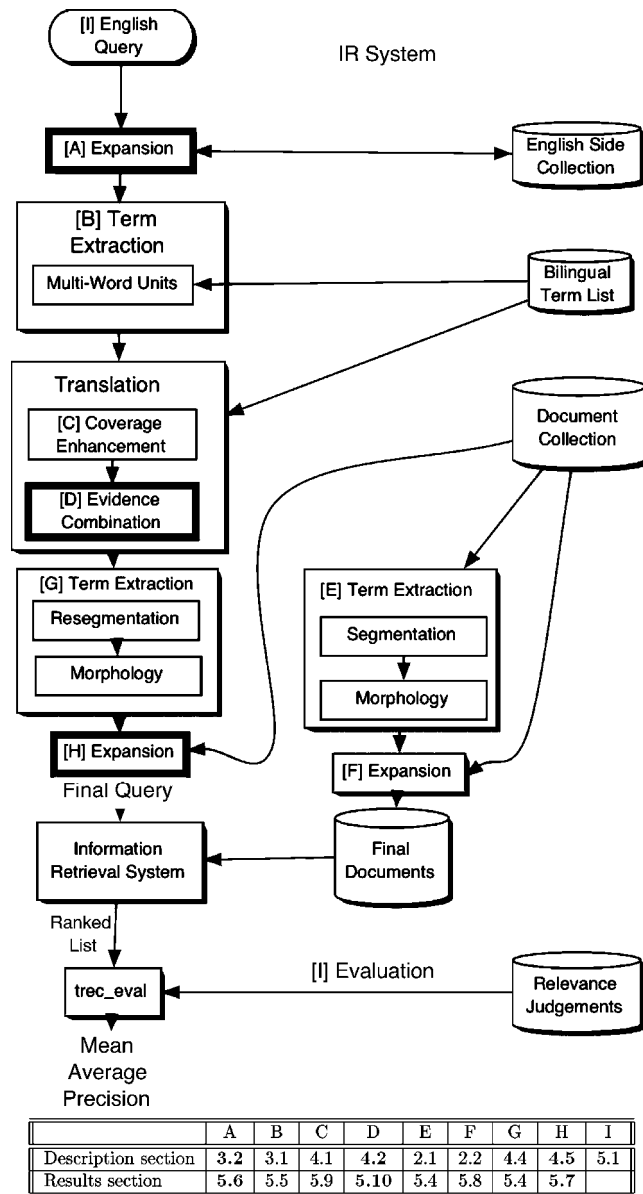 [I] English
Query
IR System
[A] Expansion
English Side
Collection
[B] Term
Extraction
Multi-Word Units
Bilingual
Term List
Translation
[C] Coverage
Enhancement
[D] Evidence
Combination
Document
Collection
[G] Term Extraction
Resegmentation
Morphology
[E] Term Extraction
Segmentation
Morphology
[H] Expansion
[F] Expansion
Final Query
Information
Retrieval System
Final
Documents
Ranked
List
[I] Evaluation
trec_eval
Relevance
Judgements
Mean
Average
Precision
A B C D E F G H I
Description section 3.2 3.1 4.1 4.2 2.1 2.2 4.4 4.5 5.1
Results section 5.6 5.5 5.9 5.10 5.4 5.8 5.4 5.7